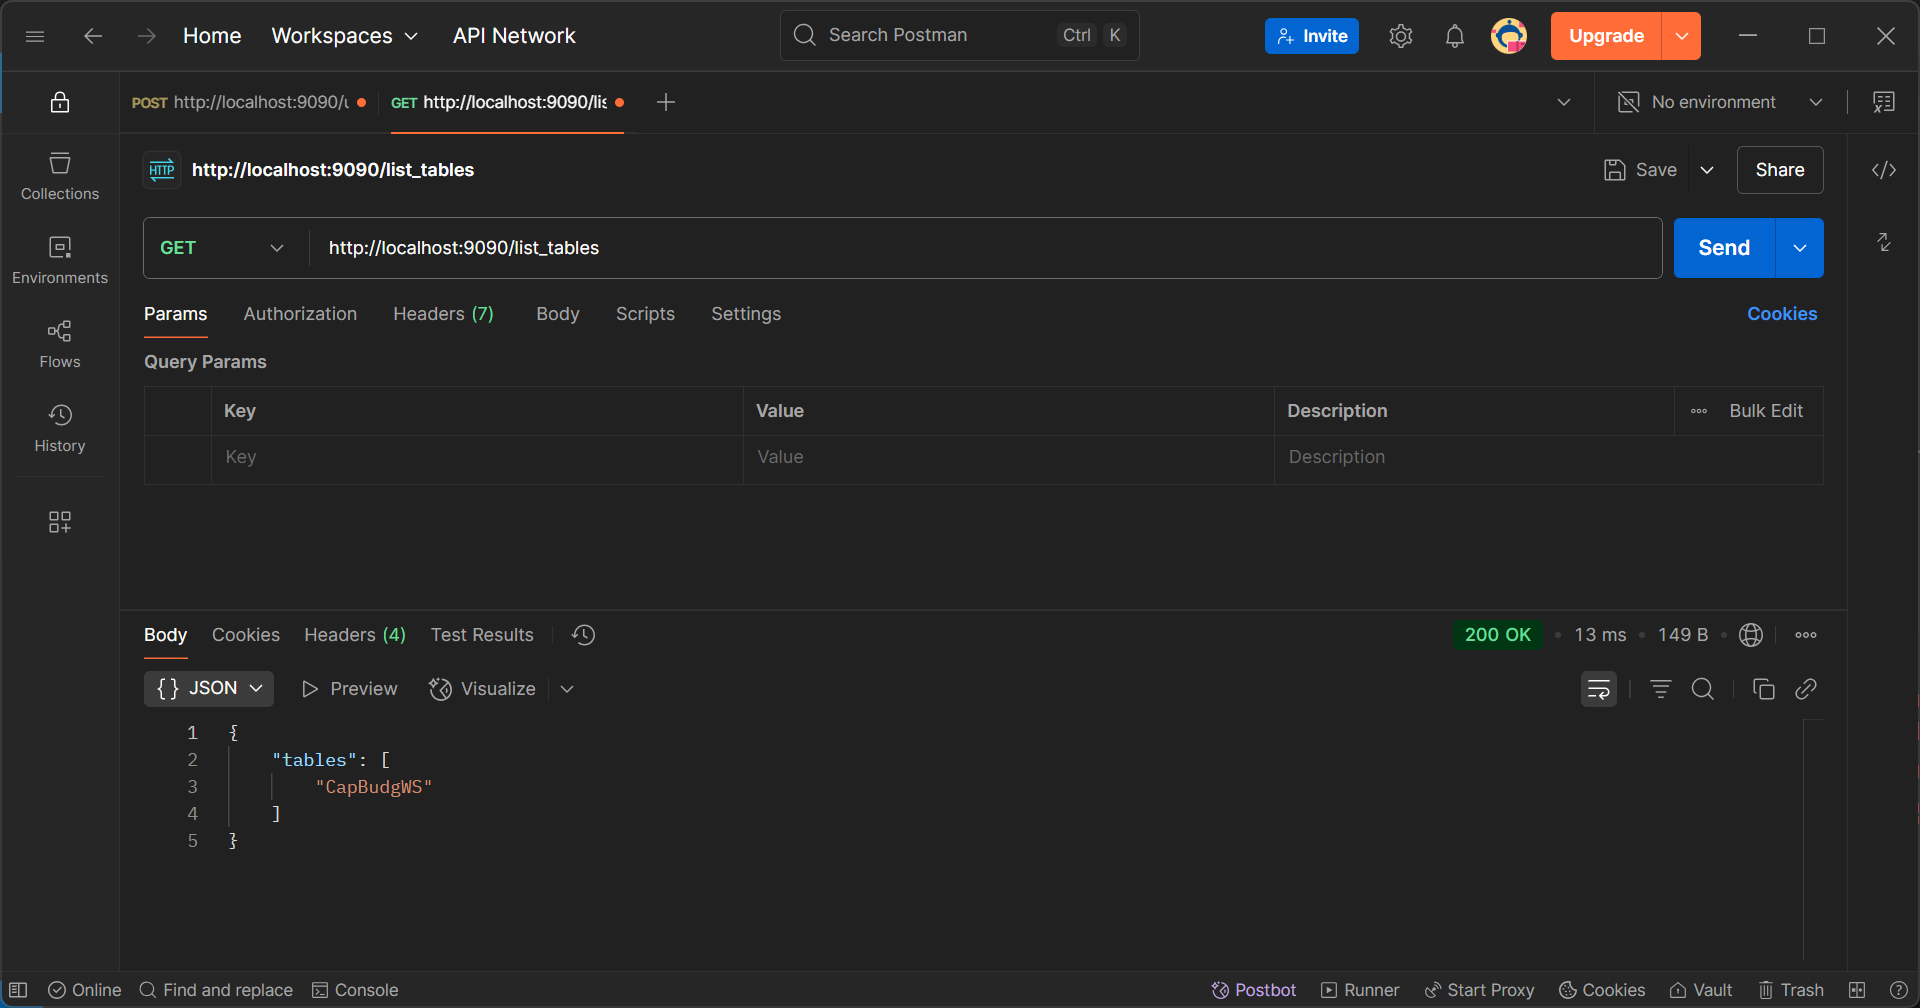 Home Workspaces API Network Search Postman Ctrl K Invite Upgrade
POST http://localhost:9090/u GET http://localhost:9090/lis No environment
HTTP http://localhost:9090/list_tables Save Share
Collections
GET http://localhost:9090/list_tables Send
Environments
Params Authorization Headers (7) Body Scripts Settings Cookies
Flows
Query Params
Key Value Description Bulk Edit
History
Key Value Description
Body Cookies Headers (4) Test Results 200 OK • 13 ms • 149 B •
{} JSON Preview Visualize
1 {
2 "tables": [
3 "CapBudgWS"
4 ]
5 }
Online Find and replace Console Postbot Runner Start Proxy Cookies Vault Trash